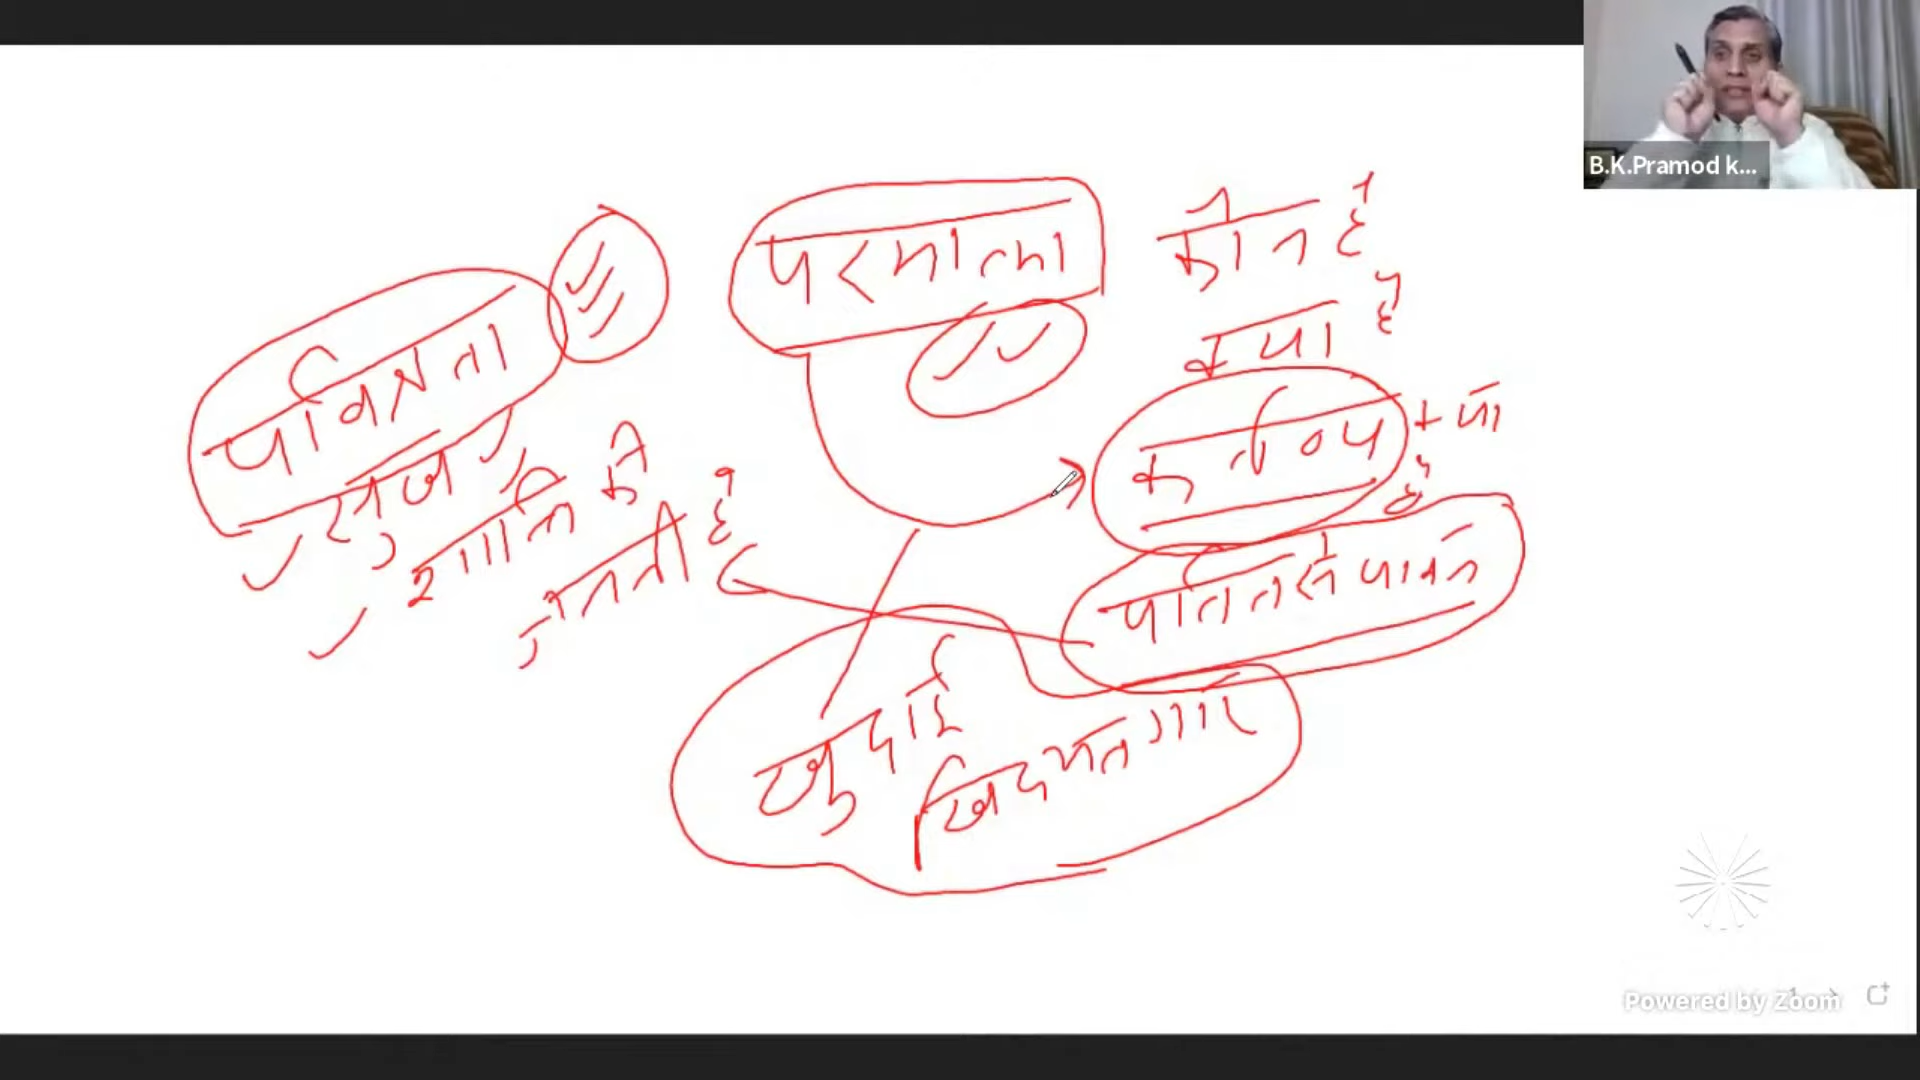 B.K.Pramod k...
परमात्मा
कौन है
क्या है
कर्तव्य क्या
है
पतित से पावन
पवित्रता
सुख
शान्ति की
जननी है
खुदाई
खिदमतगार
Powered by Zoom